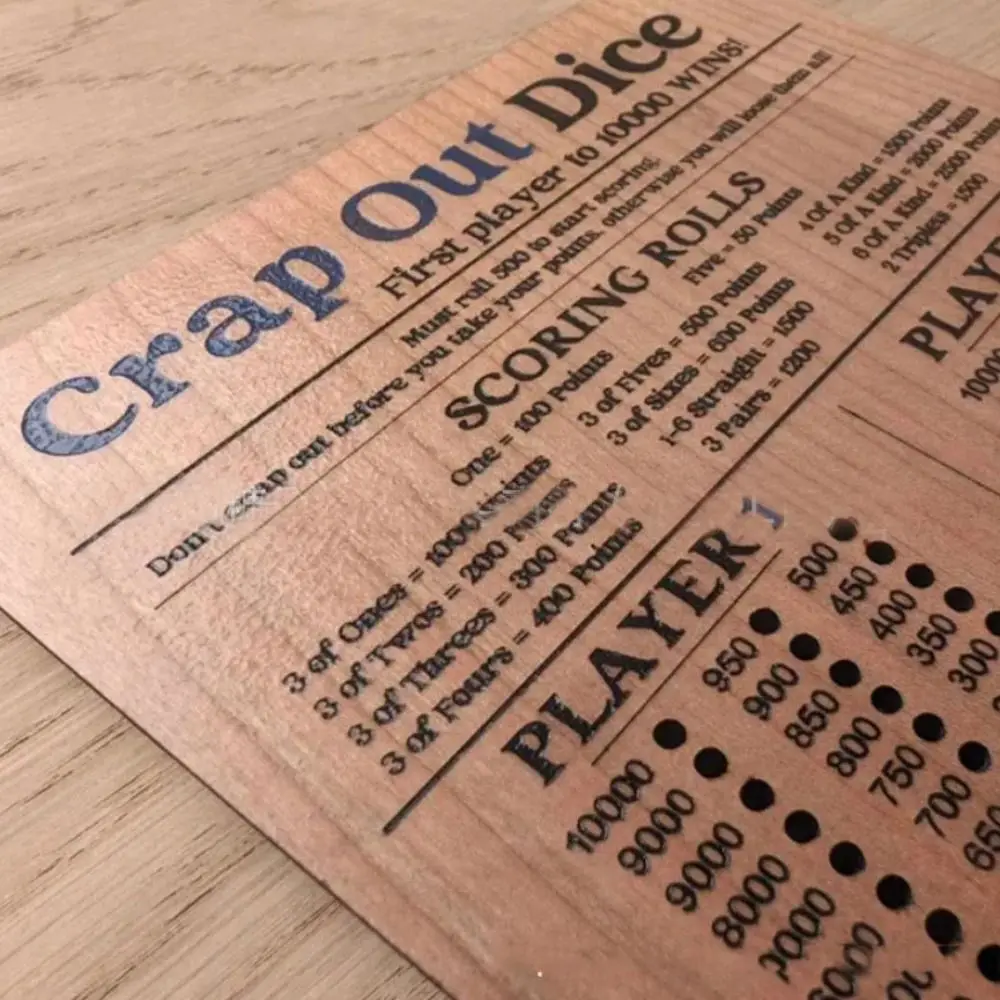 Crap Out Dice
First player to 10000 WINS!
Must roll 500 to start scoring!
Don't crap out before you take your points, otherwise you will loose them all!
SCORING ROLLS
One = 100 Points Five = 50 Points
3 of Ones = 1000 Points 3 of Fives = 500 Points 4 Of A Kind = 1500 Points
3 of Twos = 200 Points 3 of Sixes = 600 Points 5 Of A Kind = 2000 Points
3 of Threes = 300 Points 1-6 Straight = 1500 6 Of A Kind = 2500 Points
3 of Fours = 400 Points 3 Pairs = 1200 2 Triples = 1500
PLAYER 1
10000 950 500
9000 900 450
9000 850 400
8000 800 350
750 300
700
PLAYE
1000